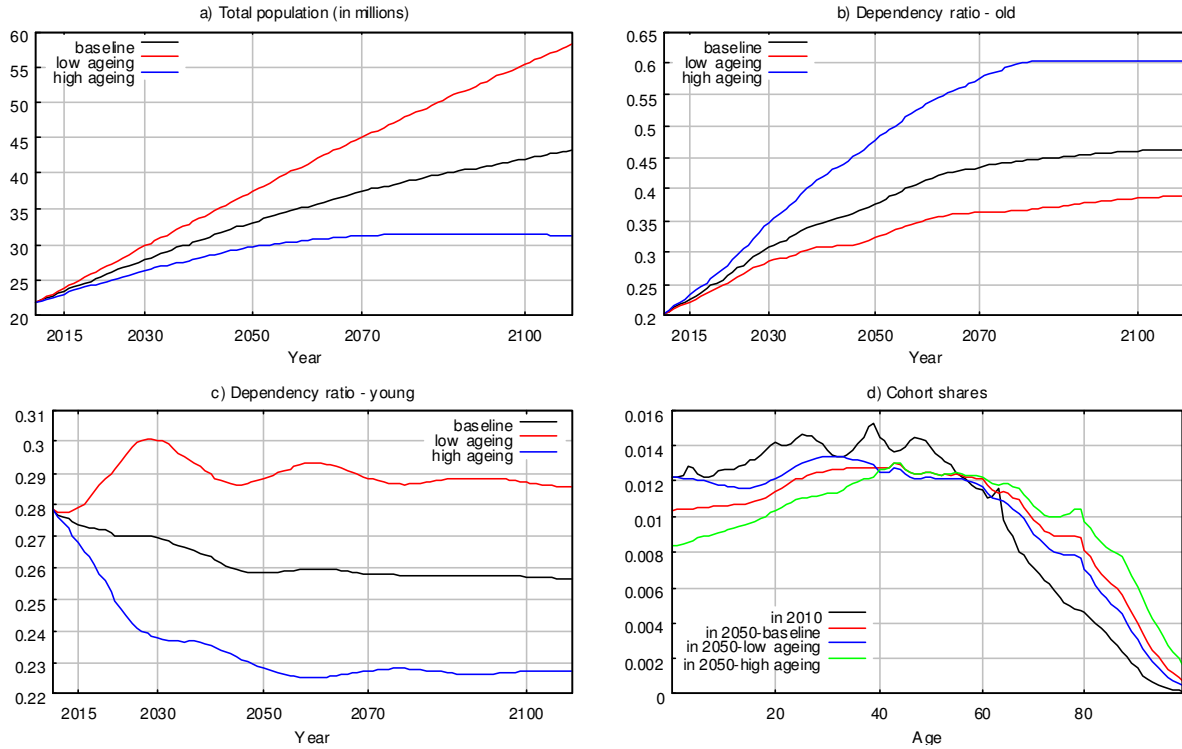 a) Total population (in millions)
60
55
50
45
40
35
30
25
20
baseline
low ageing
high ageing
2015 2030 2050 2070 2100
Year
b) Dependency ratio - old
0.65
0.6
0.55
0.5
0.45
0.4
0.35
0.3
0.25
0.2
baseline
low ageing
high ageing
2015 2030 2050 2070 2100
Year
c) Dependency ratio - young
0.31
0.3
0.29
0.28
0.27
0.26
0.25
0.24
0.23
0.22
baseline
low ageing
high ageing
2015 2030 2050 2070 2100
Year
d) Cohort shares
0.016
0.014
0.012
0.01
0.008
0.006
0.004
0.002
0
in 2010
in 2050-baseline
in 2050-low ageing
in 2050-high ageing
20 40 60 80
Age